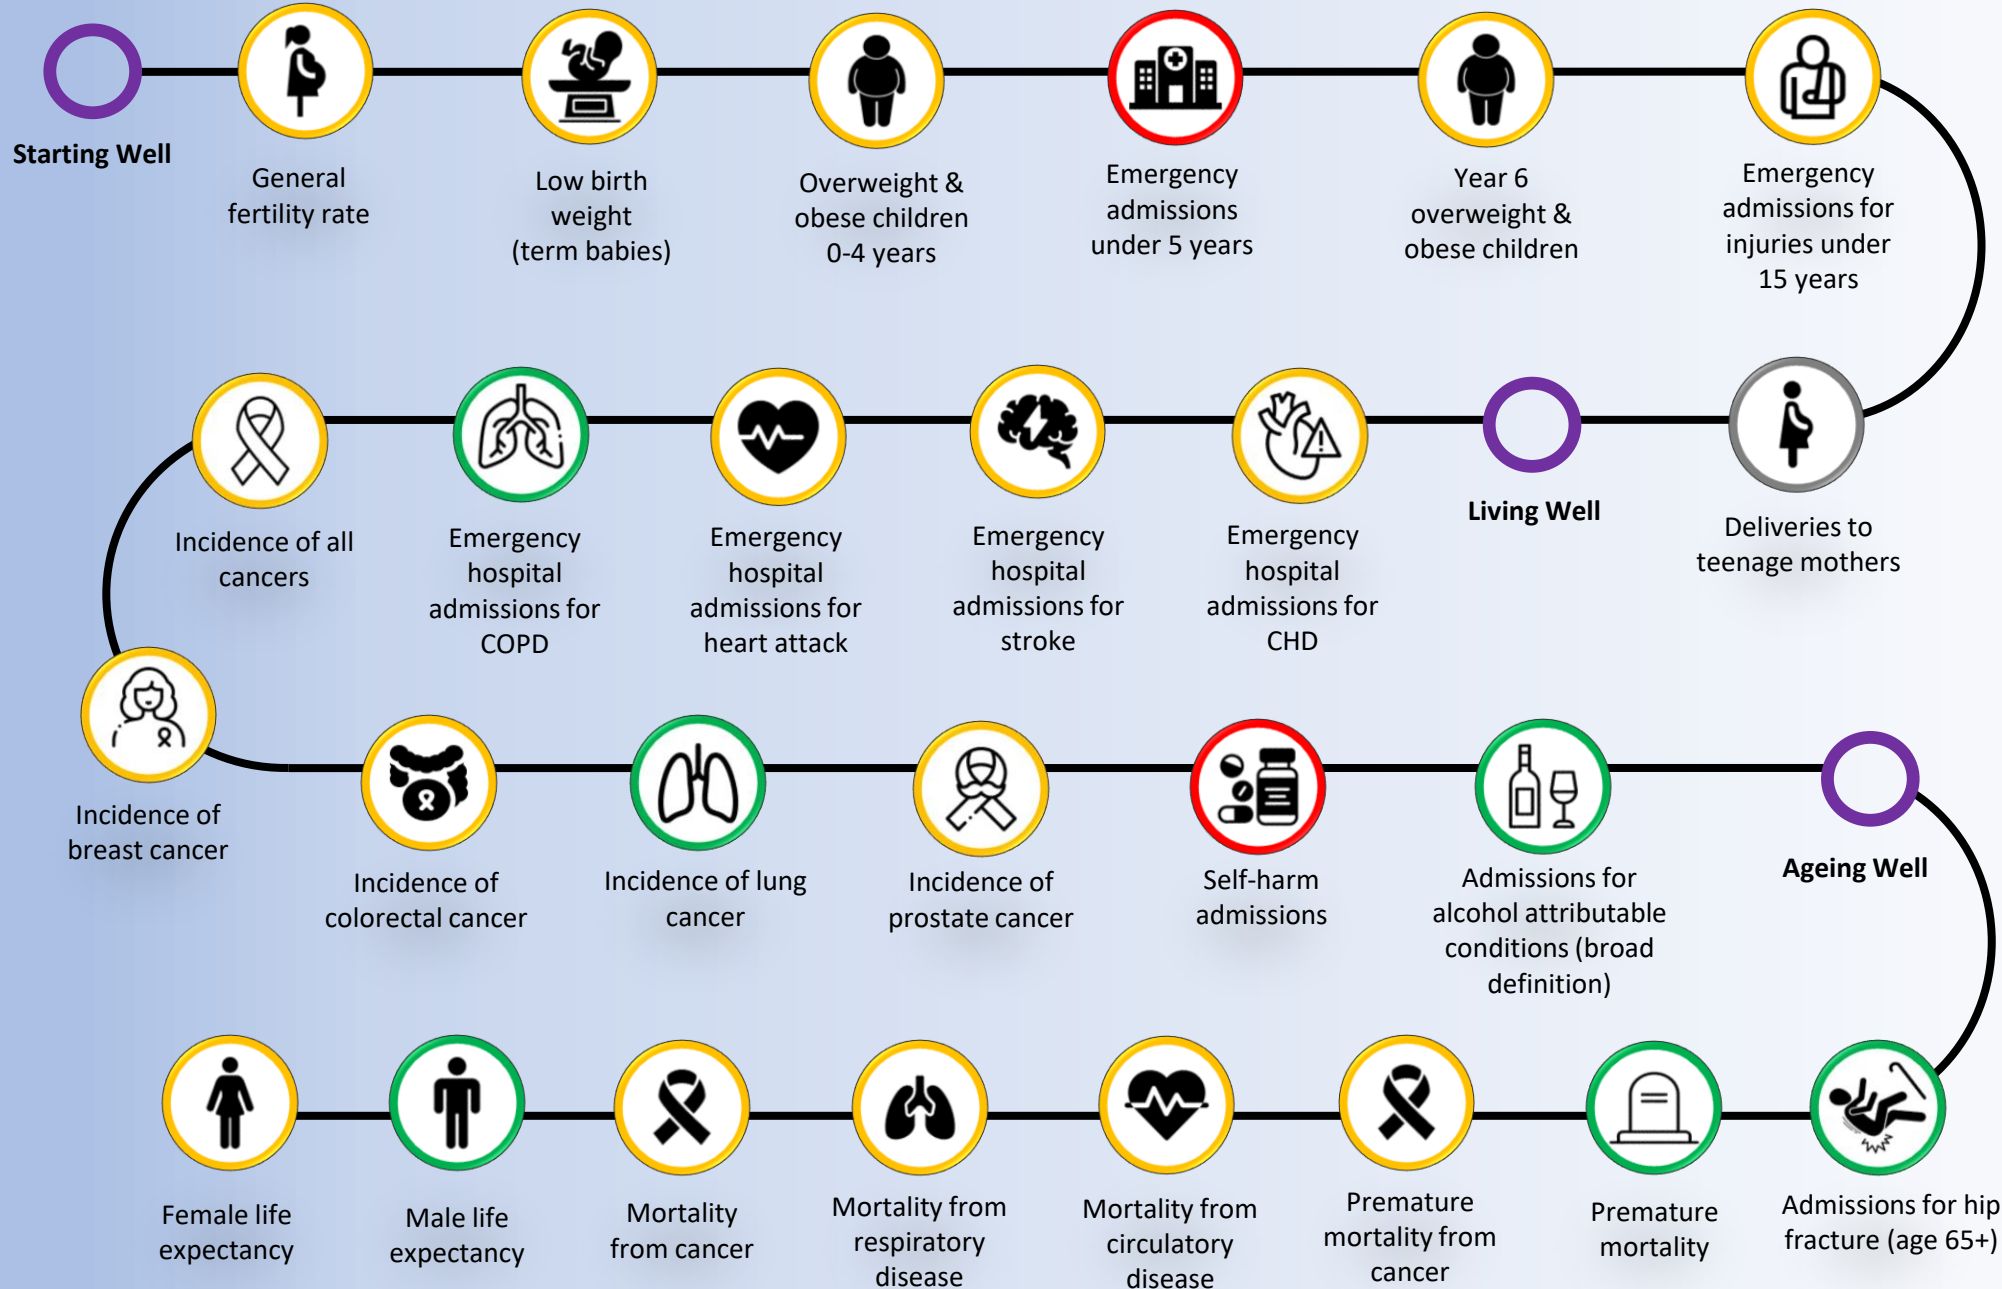 Starting Well
General
fertility rate
Low birth
weight
(term babies)
Overweight &
obese children
0-4 years
Emergency
admissions
under 5 years
Year 6
overweight &
obese children
Emergency
admissions for
injuries under
15 years
Incidence of all
cancers
Emergency
hospital
admissions for
COPD
Emergency
hospital
admissions for
heart attack
Emergency
hospital
admissions for
stroke
Emergency
hospital
admissions for
CHD
Living Well
Deliveries to
teenage mothers
Incidence of
breast cancer
Incidence of
colorectal cancer
Incidence of lung
cancer
Incidence of
prostate cancer
Self-harm
admissions
Admissions for
alcohol attributable
conditions (broad
definition)
Ageing Well
Female life
expectancy
Male life
expectancy
Mortality
from cancer
Mortality from
respiratory
disease
Mortality from
circulatory
disease
Premature
mortality from
cancer
Premature
mortality
Admissions for hip
fracture (age 65+)